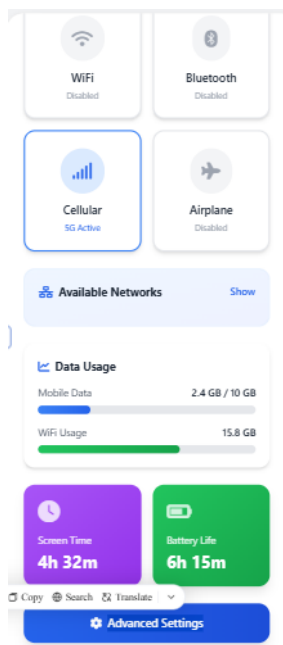 WiFi
Disabled
Bluetooth
Disabled
Cellular
5G Active
Airplane
Disabled
Available Networks
Show
Data Usage
Mobile Data
2.4 GB / 10 GB
WiFi Usage
15.8 GB
Screen Time
4h 32m
Battery Life
6h 15m
Copy
Search
Translate
Advanced Settings